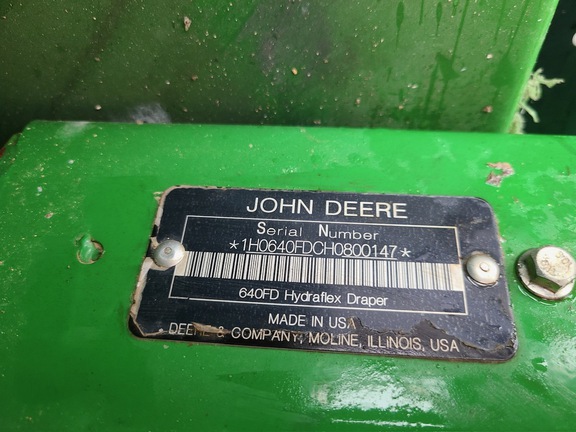 JOHN DEERE
Serial Number
*1H0640FDCH0800147*
640FD Hydraflex Draper
MADE IN USA
DEERE & COMPANY, MOLINE, ILLINOIS, USA